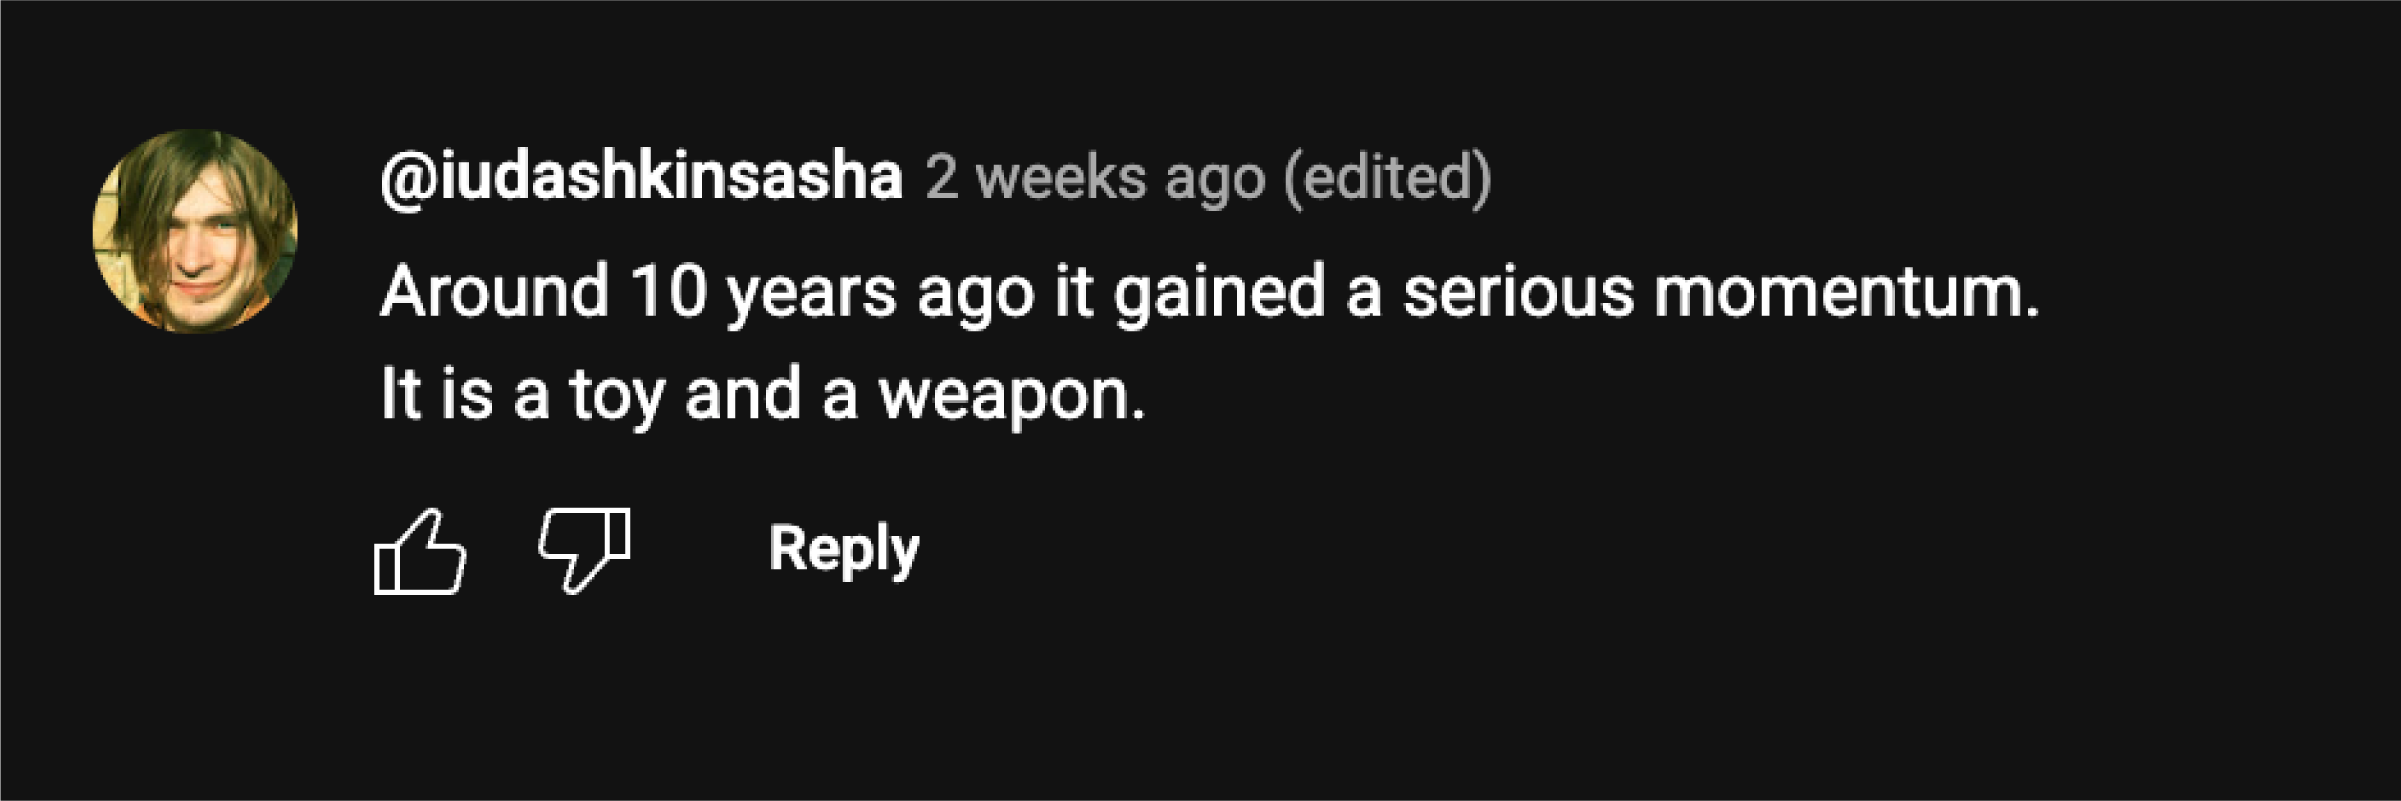 @iudashkinsasha 2 weeks ago (edited)
Around 10 years ago it gained a serious momentum.
It is a toy and a weapon.
Reply